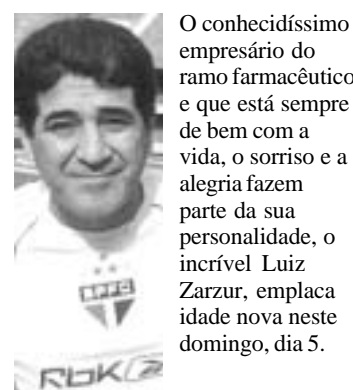 O conhecidíssimo
empresário do
ramo farmacêutico
e que está sempre
de bem com a
vida, o sorriso e a
alegria fazem
parte da sua
personalidade, o
incrível Luiz
Zarzur, emplaca
idade nova neste
domingo, dia 5.
RbK